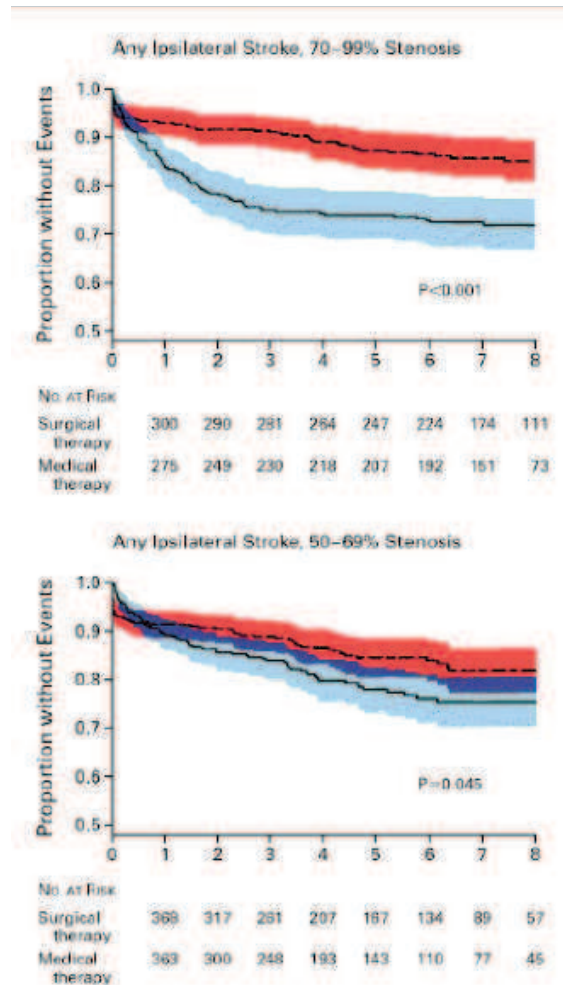 Any Ipsilateral Stroke, 70–99% Stenosis
Proportion without Events
1.0
0.9
0.8
0.7
0.6
0.5
P<0.001
0 1 2 3 4 5 6 7 8
No. at Risk
Surgical therapy 300 290 281 264 247 224 174 111
Medical therapy 275 249 230 218 207 192 151 73
Any Ipsilateral Stroke, 50–69% Stenosis
Proportion without Events
1.0
0.9
0.8
0.7
0.6
0.5
P=0.045
0 1 2 3 4 5 6 7 8
No. at Risk
Surgical therapy 368 317 281 207 167 134 89 57
Medical therapy 363 300 248 193 143 110 77 45